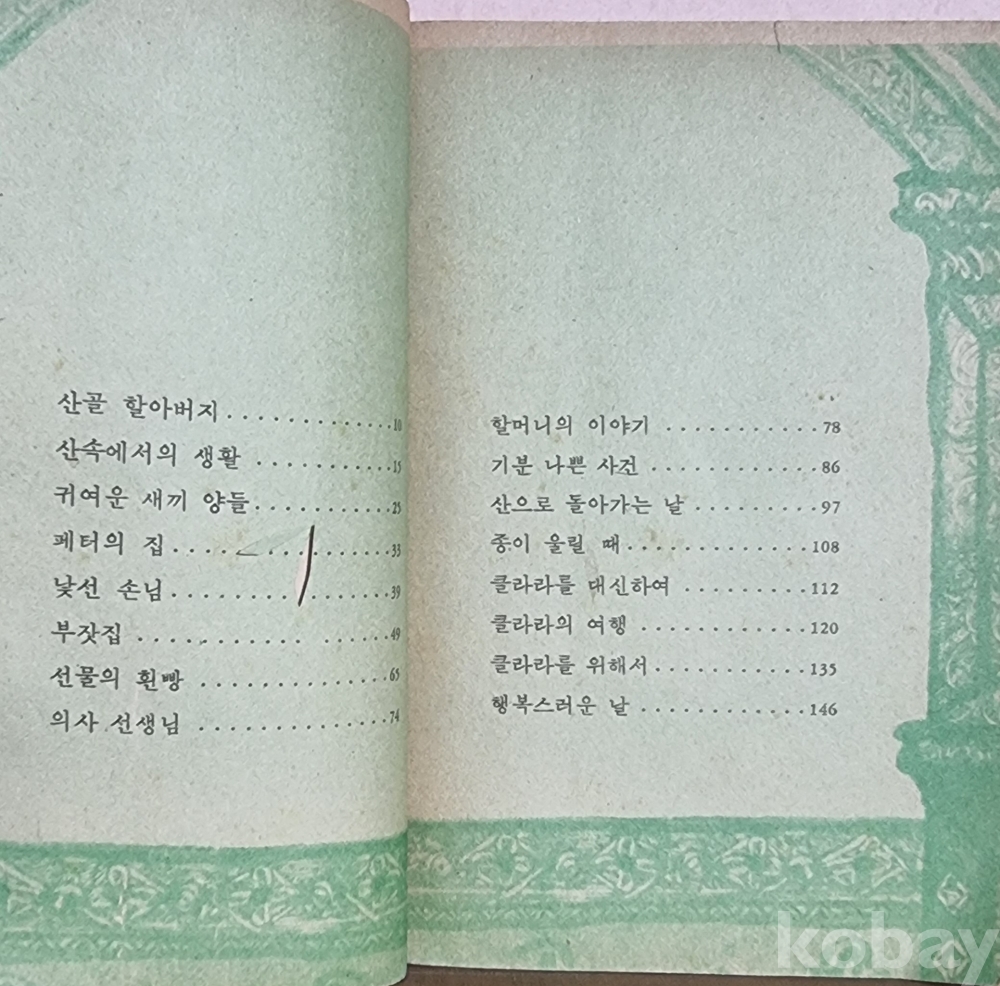 산골 할아버지 . . . . . . . . . . . 10
산속에서의 생활 . . . . . . . . . . 15
귀여운 새끼 양들 . . . . . . . . . . 25
페터의 집 . . . . . . . . . . . . . . . 33
낯선 손님 . . . . . . . . . . . . . . . 39
부잣집 . . . . . . . . . . . . . . . . 49
선물의 흰빵 . . . . . . . . . . . . . 65
의사 선생님 . . . . . . . . . . . . . 74
할머니의 이야기 . . . . . . . . . . . 78
기분 나쁜 사건 . . . . . . . . . . . . 86
산으로 돌아가는 날 . . . . . . . . . 97
종이 울릴 때 . . . . . . . . . . . . . 108
클라라를 대신하여 . . . . . . . . . 112
클라라의 여행 . . . . . . . . . . . . 120
클라라를 위해서 . . . . . . . . . . . 135
행복스러운 날 . . . . . . . . . . . . 146
kobay